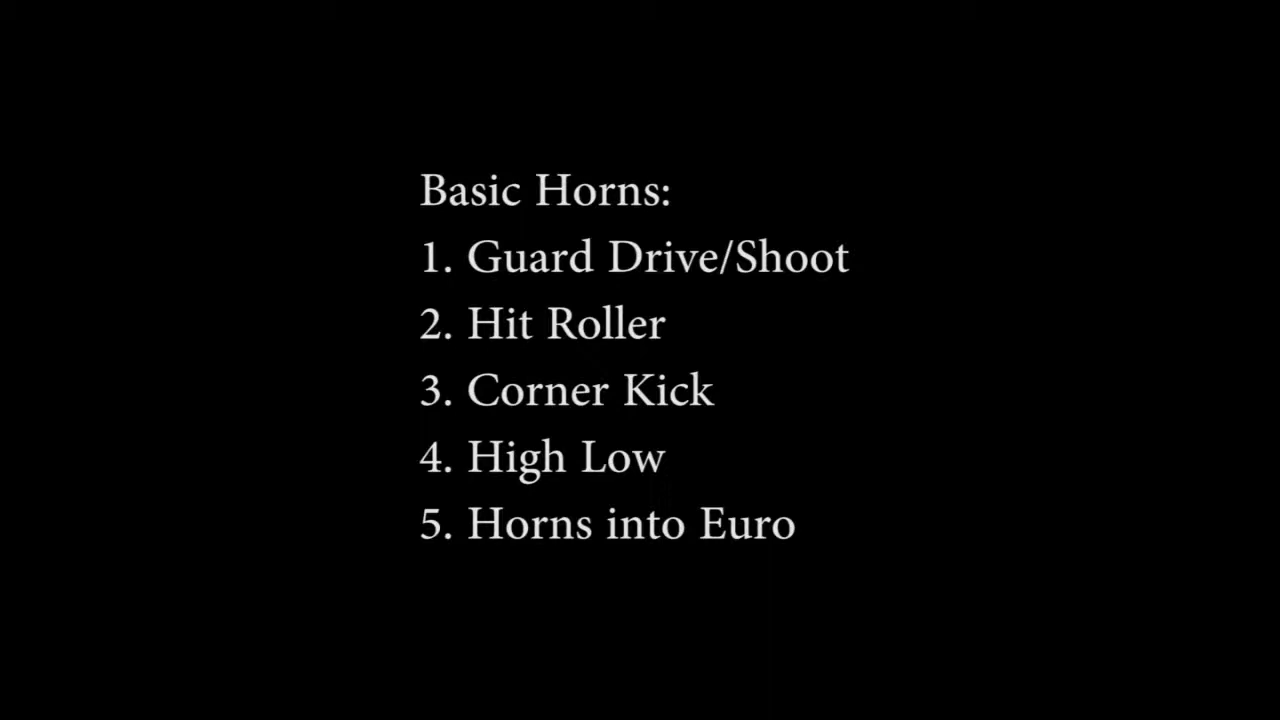 Basic Horns:
1. Guard Drive/Shoot
2. Hit Roller
3. Corner Kick
4. High Low
5. Horns into Euro